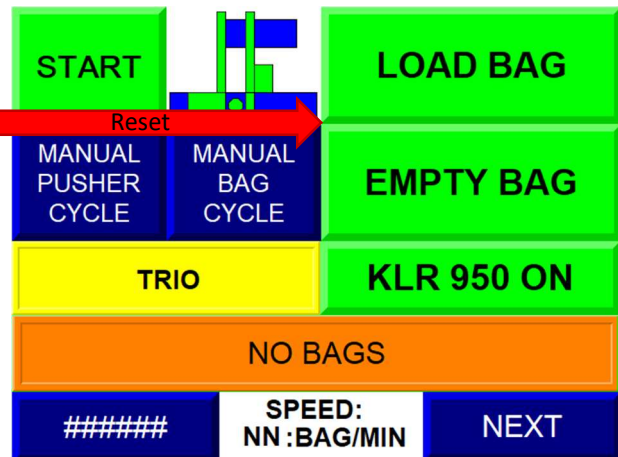 START
LOAD BAG
Reset
MANUAL
PUSHER
CYCLE
MANUAL
BAG
CYCLE
EMPTY BAG
TRIO
KLR 950 ON
NO BAGS
######
SPEED:
NN :BAG/MIN
NEXT